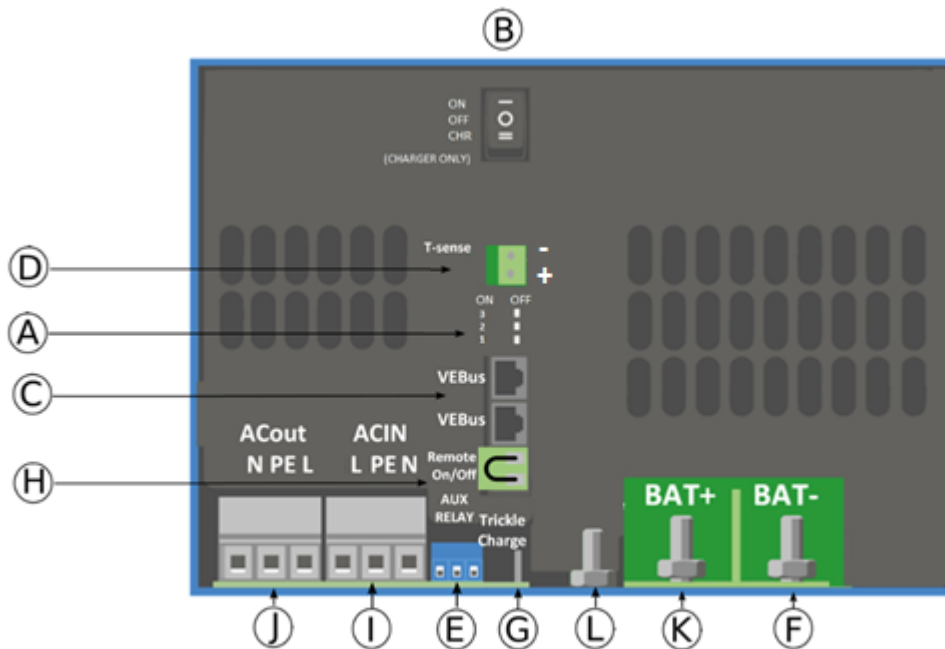 B
ON
OFF
CHR
(CHARGER ONLY)
T-sense
-
+
D
ON OFF
3
2
1
A
VEBus
C
VEBus
ACout
N PE L
ACIN
L PE N
Remote
On/Off
H
AUX
RELAY
Trickle
Charge
BAT+
BAT-
J
I
E
G
L
K
F